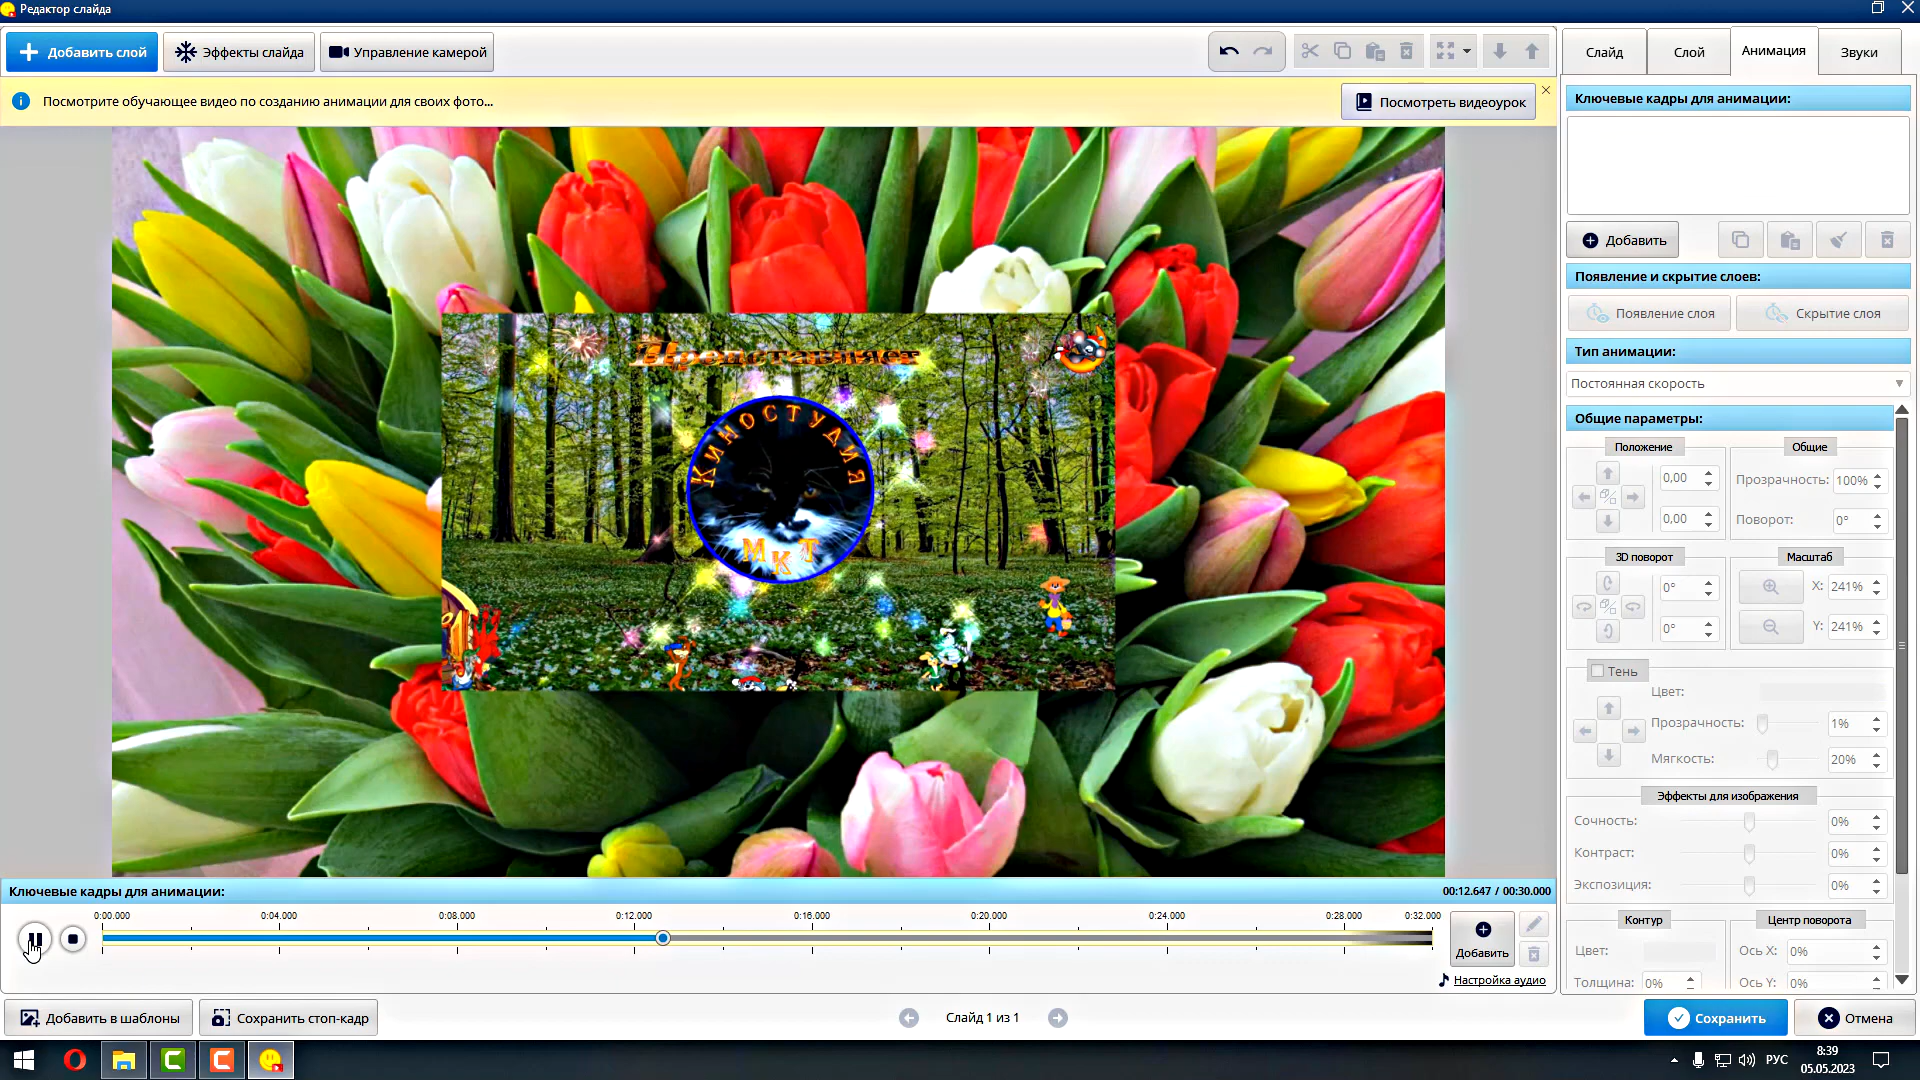 Редактор слайда
Добавить слой
Эффекты слайда
Управление камерой
Слайд
Слой
Анимация
Звуки
Посмотрите обучающее видео по созданию анимации для своих фото...
Посмотреть видеоурок
Ключевые кадры для анимации:
Добавить
Появление и скрытие слоев:
Появление слоя
Скрытие слоя
Тип анимации:
Постоянная скорость
Общие параметры:
Положение
0,00
0,00
Общие
Прозрачность: 100%
Поворот: 0°
3D поворот
0°
0°
Масштаб
X: 241%
Y: 241%
Тень
Цвет:
Прозрачность: 1%
Мягкость: 20%
Эффекты для изображения
Сочность: 0%
Контраст: 0%
Экспозиция: 0%
Контур
Цвет:
Толщина: 0%
Центр поворота
Ось X: 0%
Ось Y: 0%
КИНОСТУДИЯ
МКТ
Ключевые кадры для анимации:
00:12.647 / 00:30.000
0:00.000 0:04.000 0:08.000 0:12.000 0:16.000 0:20.000 0:24.000 0:28.000 0:32.000
Добавить
Настройка аудио
Добавить в шаблоны
Сохранить стоп-кадр
Слайд 1 из 1
Сохранить
Отмена
РУС
8:39
05.05.2023